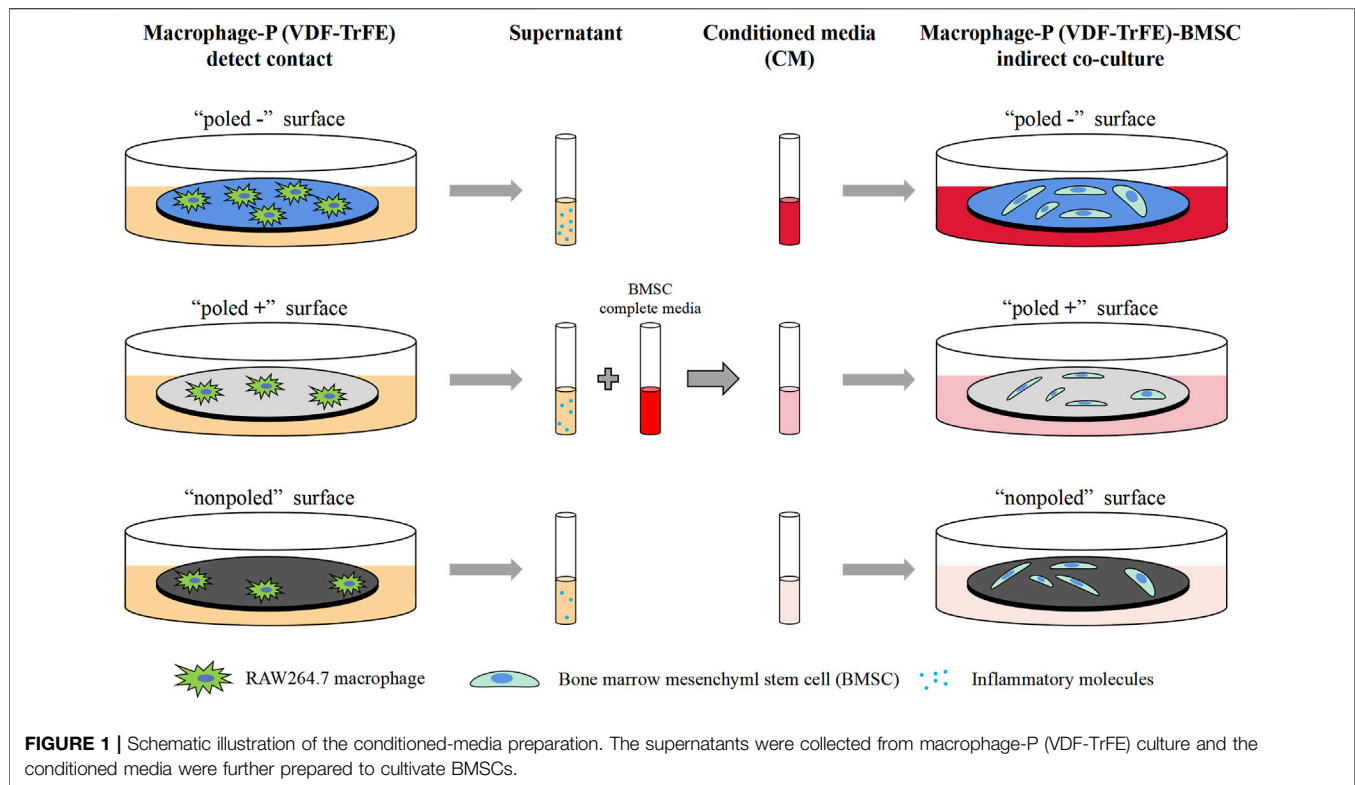 Macrophage-P (VDF-TrFE)
detect contact
Supernatant
Conditioned media
(CM)
Macrophage-P (VDF-TrFE)-BMSC
indirect co-culture
“poled -” surface
“poled -” surface
“poled +” surface
BMSC
complete media
“poled +” surface
“nonpoled” surface
“nonpoled” surface
RAW264.7 macrophage
Bone marrow mesenchyml stem cell (BMSC)
Inflammatory molecules
FIGURE 1 | Schematic illustration of the conditioned-media preparation. The supernatants were collected from macrophage-P (VDF-TrFE) culture and the
conditioned media were further prepared to cultivate BMSCs.